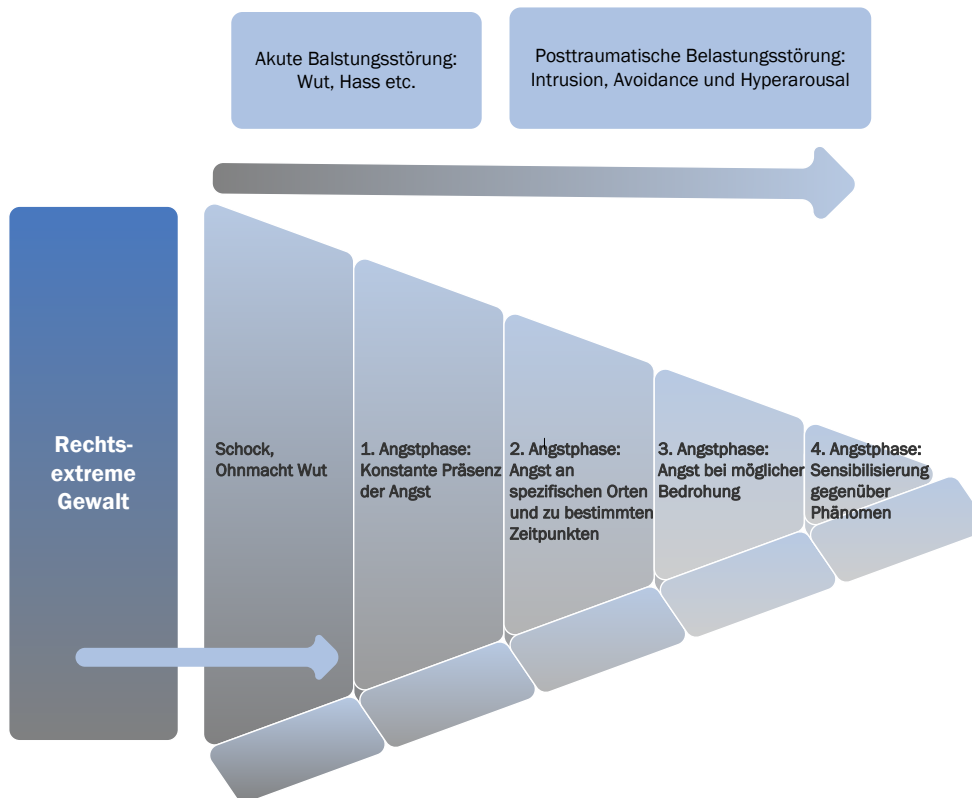 Akute Balstungsstörung:
Wut, Hass etc.
Posttraumatische Belastungsstörung:
Intrusion, Avoidance und Hyperarousal
Rechts-
extreme
Gewalt
Schock,
Ohnmacht Wut
1. Angstphase:
Konstante Präsenz
der Angst
2. Angstphase:
Angst an
spezifischen Orten
und zu bestimmten
Zeitpunkten
3. Angstphase:
Angst bei möglicher
Bedrohung
4. Angstphase:
Sensibilisierung
gegenüber
Phänomen